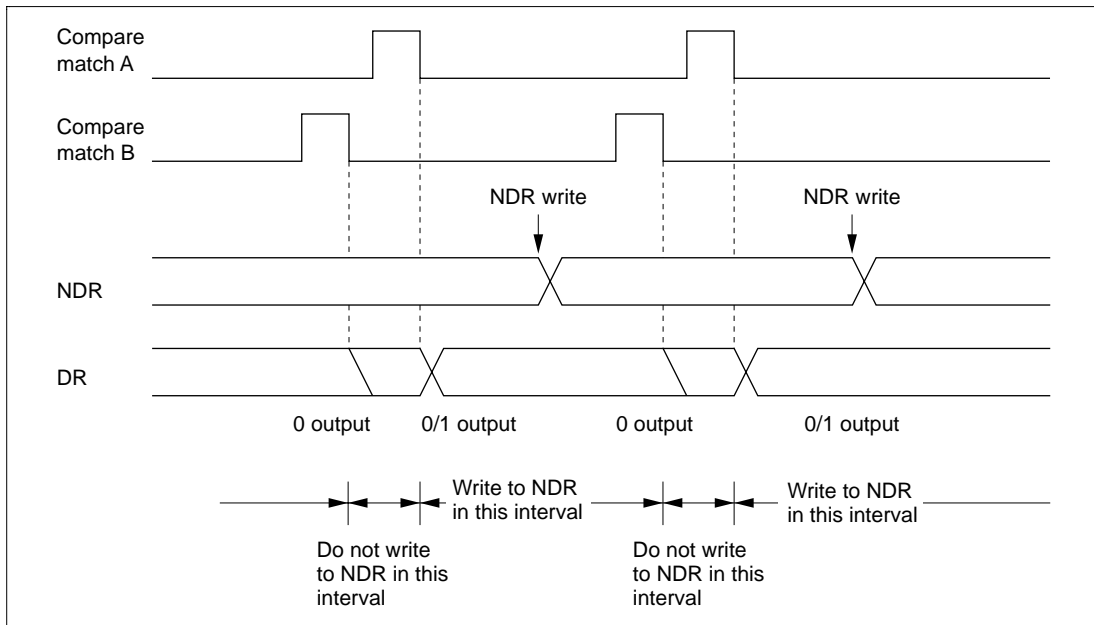 Compare
match A
Compare
match B
NDR write
NDR write
NDR
DR
0 output
0/1 output
0 output
0/1 output
Write to NDR
in this interval
Write to NDR
in this interval
Do not write
to NDR in this
interval
Do not write
to NDR in this
interval